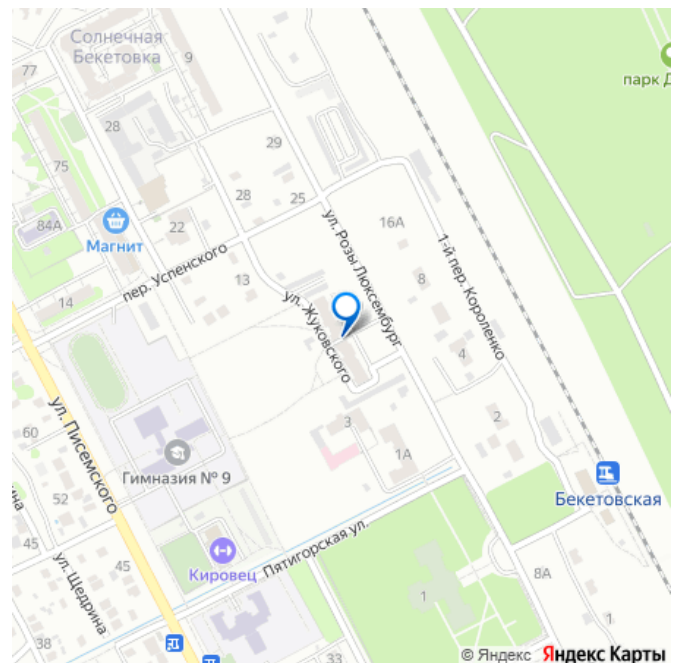 Солнечная
Бекетовка
9
77
парк Д
28
29
75
28
25
84А
22
16А
Магнит
ул. Розы Люксембург
1-й пер. Короленко
пер. Успенского
13
8
14
ул. Жуковского
4
ул. Писемского
60
3
2
Гимназия № 9
1А
52
ина
Бекетовская
45
Пятигорская ул.
ул. Щедрина
45
Кировец
8А
1
1
38
33
© Яндекс Яндекс Карты